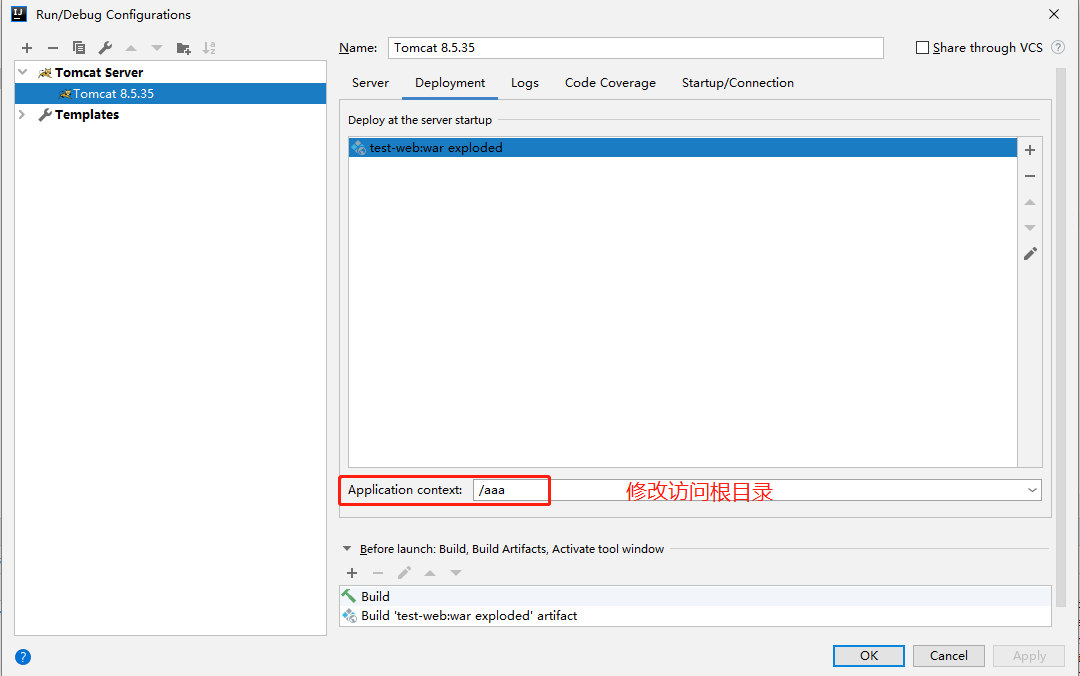 Run/Debug Configurations
Name: Tomcat 8.5.35
Share through VCS ?
Tomcat Server
Tomcat 8.5.35
Templates
Server Deployment Logs Code Coverage Startup/Connection
Deploy at the server startup
test-web:war exploded
Application context: /aaa
修改访问根目录
Before launch: Build, Build Artifacts, Activate tool window
Build
Build 'test-web:war exploded' artifact
? OK Cancel Apply